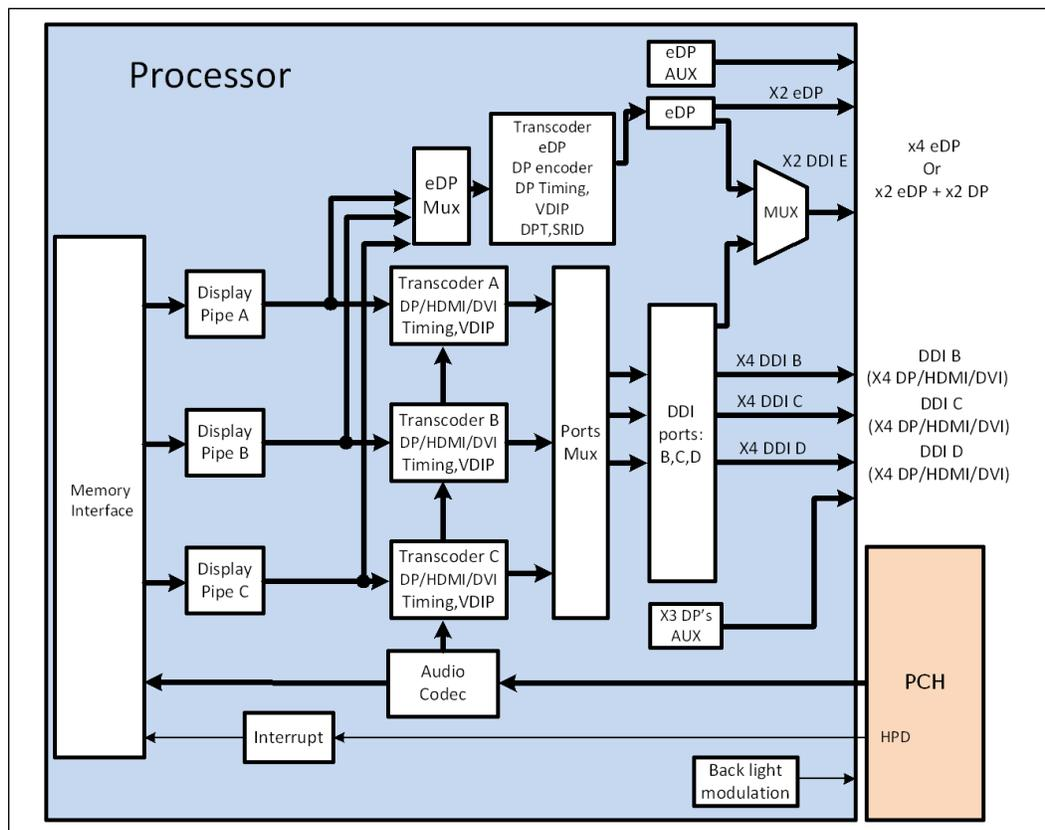 Processor
eDP
AUX
X2 eDP
eDP
Transcoder
eDP
DP encoder
DP Timing,
VDIP
DPT,SRID
eDP
Mux
X2 DDI E
MUX
x4 eDP
Or
x2 eDP + x2 DP
Memory
Interface
Display
Pipe A
Transcoder A
DP/HDMI/DVI
Timing,VDIP
Display
Pipe B
Transcoder B
DP/HDMI/DVI
Timing,VDIP
Display
Pipe C
Transcoder C
DP/HDMI/DVI
Timing,VDIP
Ports
Mux
DDI
ports:
B,C,D
X4 DDI B
X4 DDI C
X4 DDI D
DDI B
(X4 DP/HDMI/DVI)
DDI C
(X4 DP/HDMI/DVI)
DDI D
(X4 DP/HDMI/DVI)
X3 DP's
AUX
Audio
Codec
PCH
Interrupt
HPD
Back light
modulation